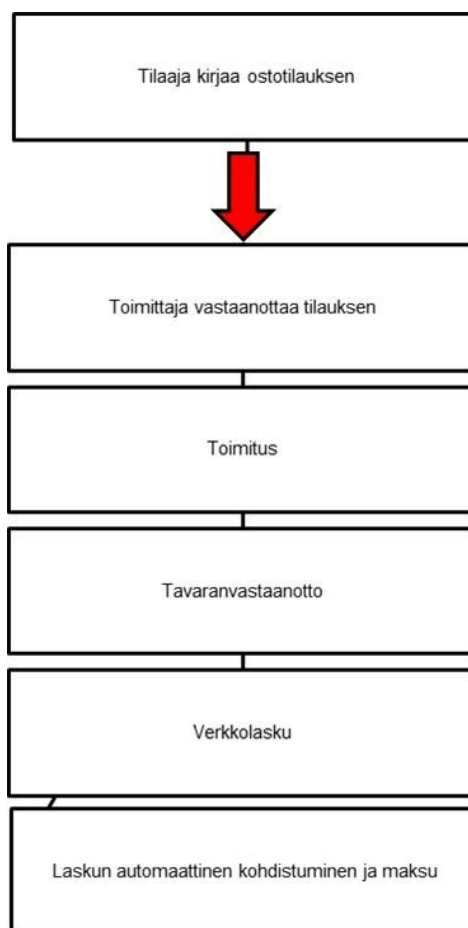 Tilaaja kirjaa ostotilauksen
Toimittaja vastaanottaa tilauksen
Toimitus
Tavaranvastaanotto
Verkkolasku
Laskun automaattinen kohdistuminen ja maksu